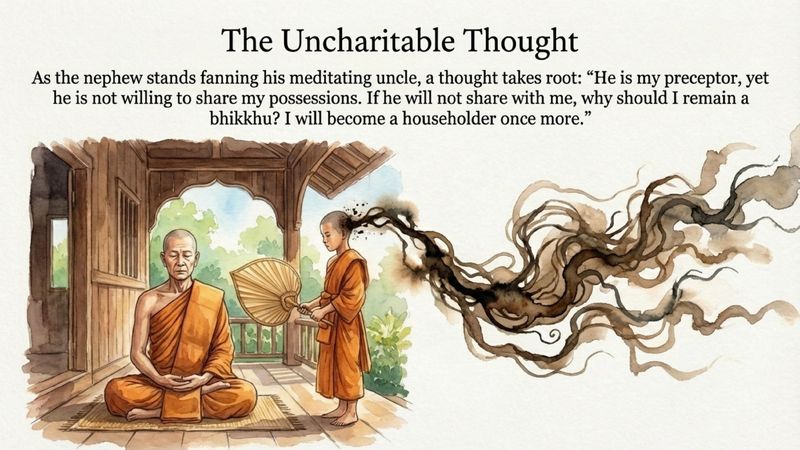 The Uncharitable Thought
As the nephew stands fanning his meditating uncle, a thought takes root: “He is my preceptor, yet
he is not willing to share my possessions. If he will not share with me, why should I remain a
bhikkhu? I will become a householder once more.”